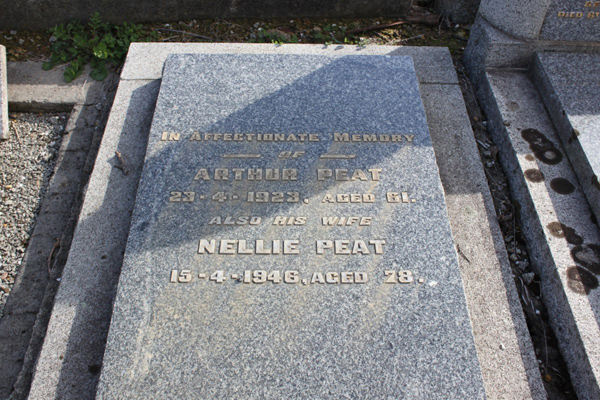 In Affectionate Memory
of
Arthur Peat
23-4-1923, Aged 61.
Also His Wife
Nellie Peat
15-4-1946, Aged 28.